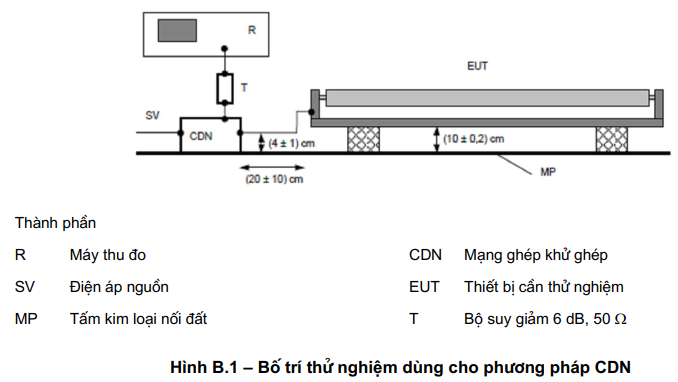 R
EUT
T
SV
CDN
(4 ± 1) cm
(10 ± 0,2) cm
(20 ± 10) cm
MP
Thành phần
R Máy thu đo CDN Mạng ghép khử ghép
SV Điện áp nguồn EUT Thiết bị cần thử nghiệm
MP Tấm kim loại nối đất T Bộ suy giảm 6 dB, 50 Ω
Hình B.1 – Bố trí thử nghiệm dùng cho phương pháp CDN